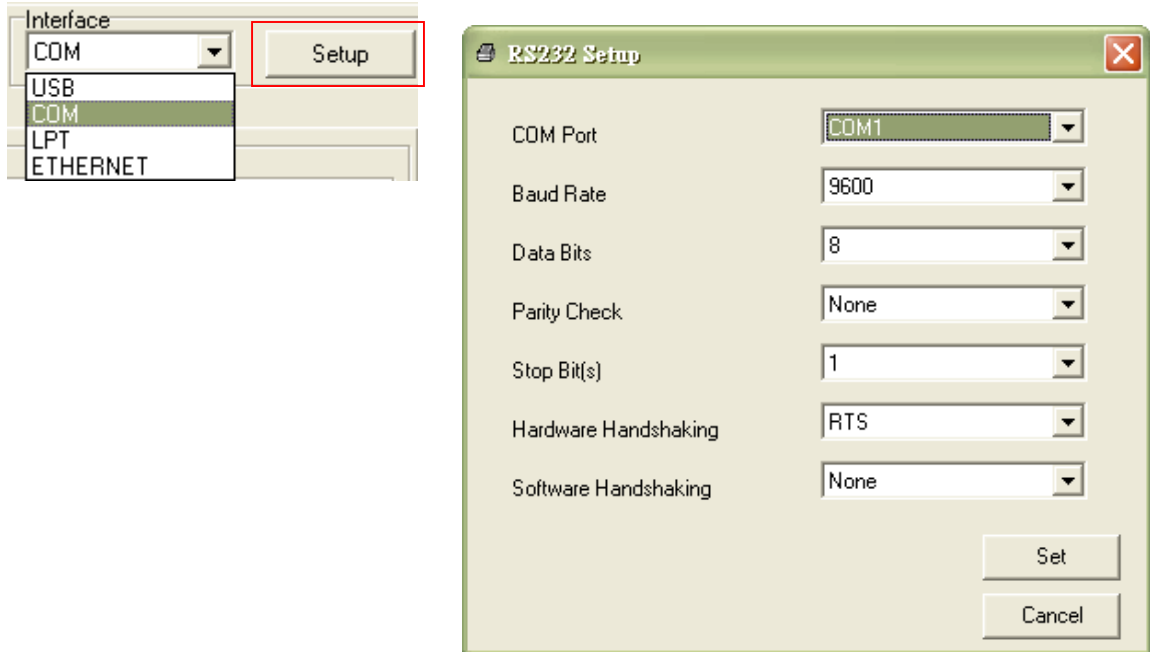 Interface
COM
Setup
USB
COM
LPT
ETHERNET
RS232 Setup
COM Port
COM1
Baud Rate
9600
Data Bits
8
Parity Check
None
Stop Bit(s)
1
Hardware Handshaking
RTS
Software Handshaking
None
Set
Cancel